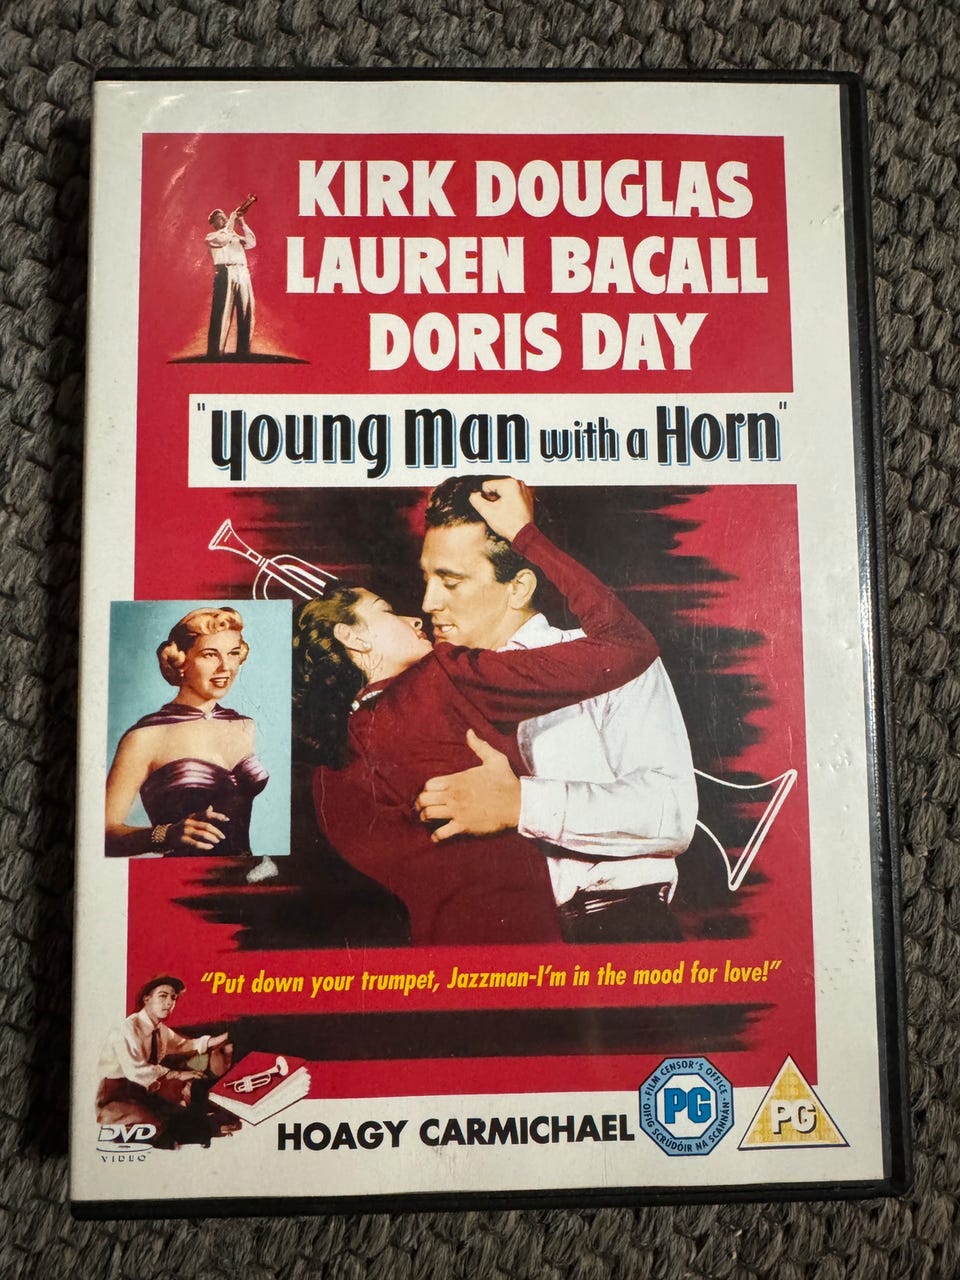 KIRK DOUGLAS
LAUREN BACALL
DORIS DAY
"Young Man with a Horn"
"Put down your trumpet, Jazzman-I'm in the mood for love!"
HOAGY CARMICHAEL
DVD
VIDEO
FILM CENSOR'S OFFICE
PG
OIFIG SCRÚDÓIR NA SCANNÁN
PG